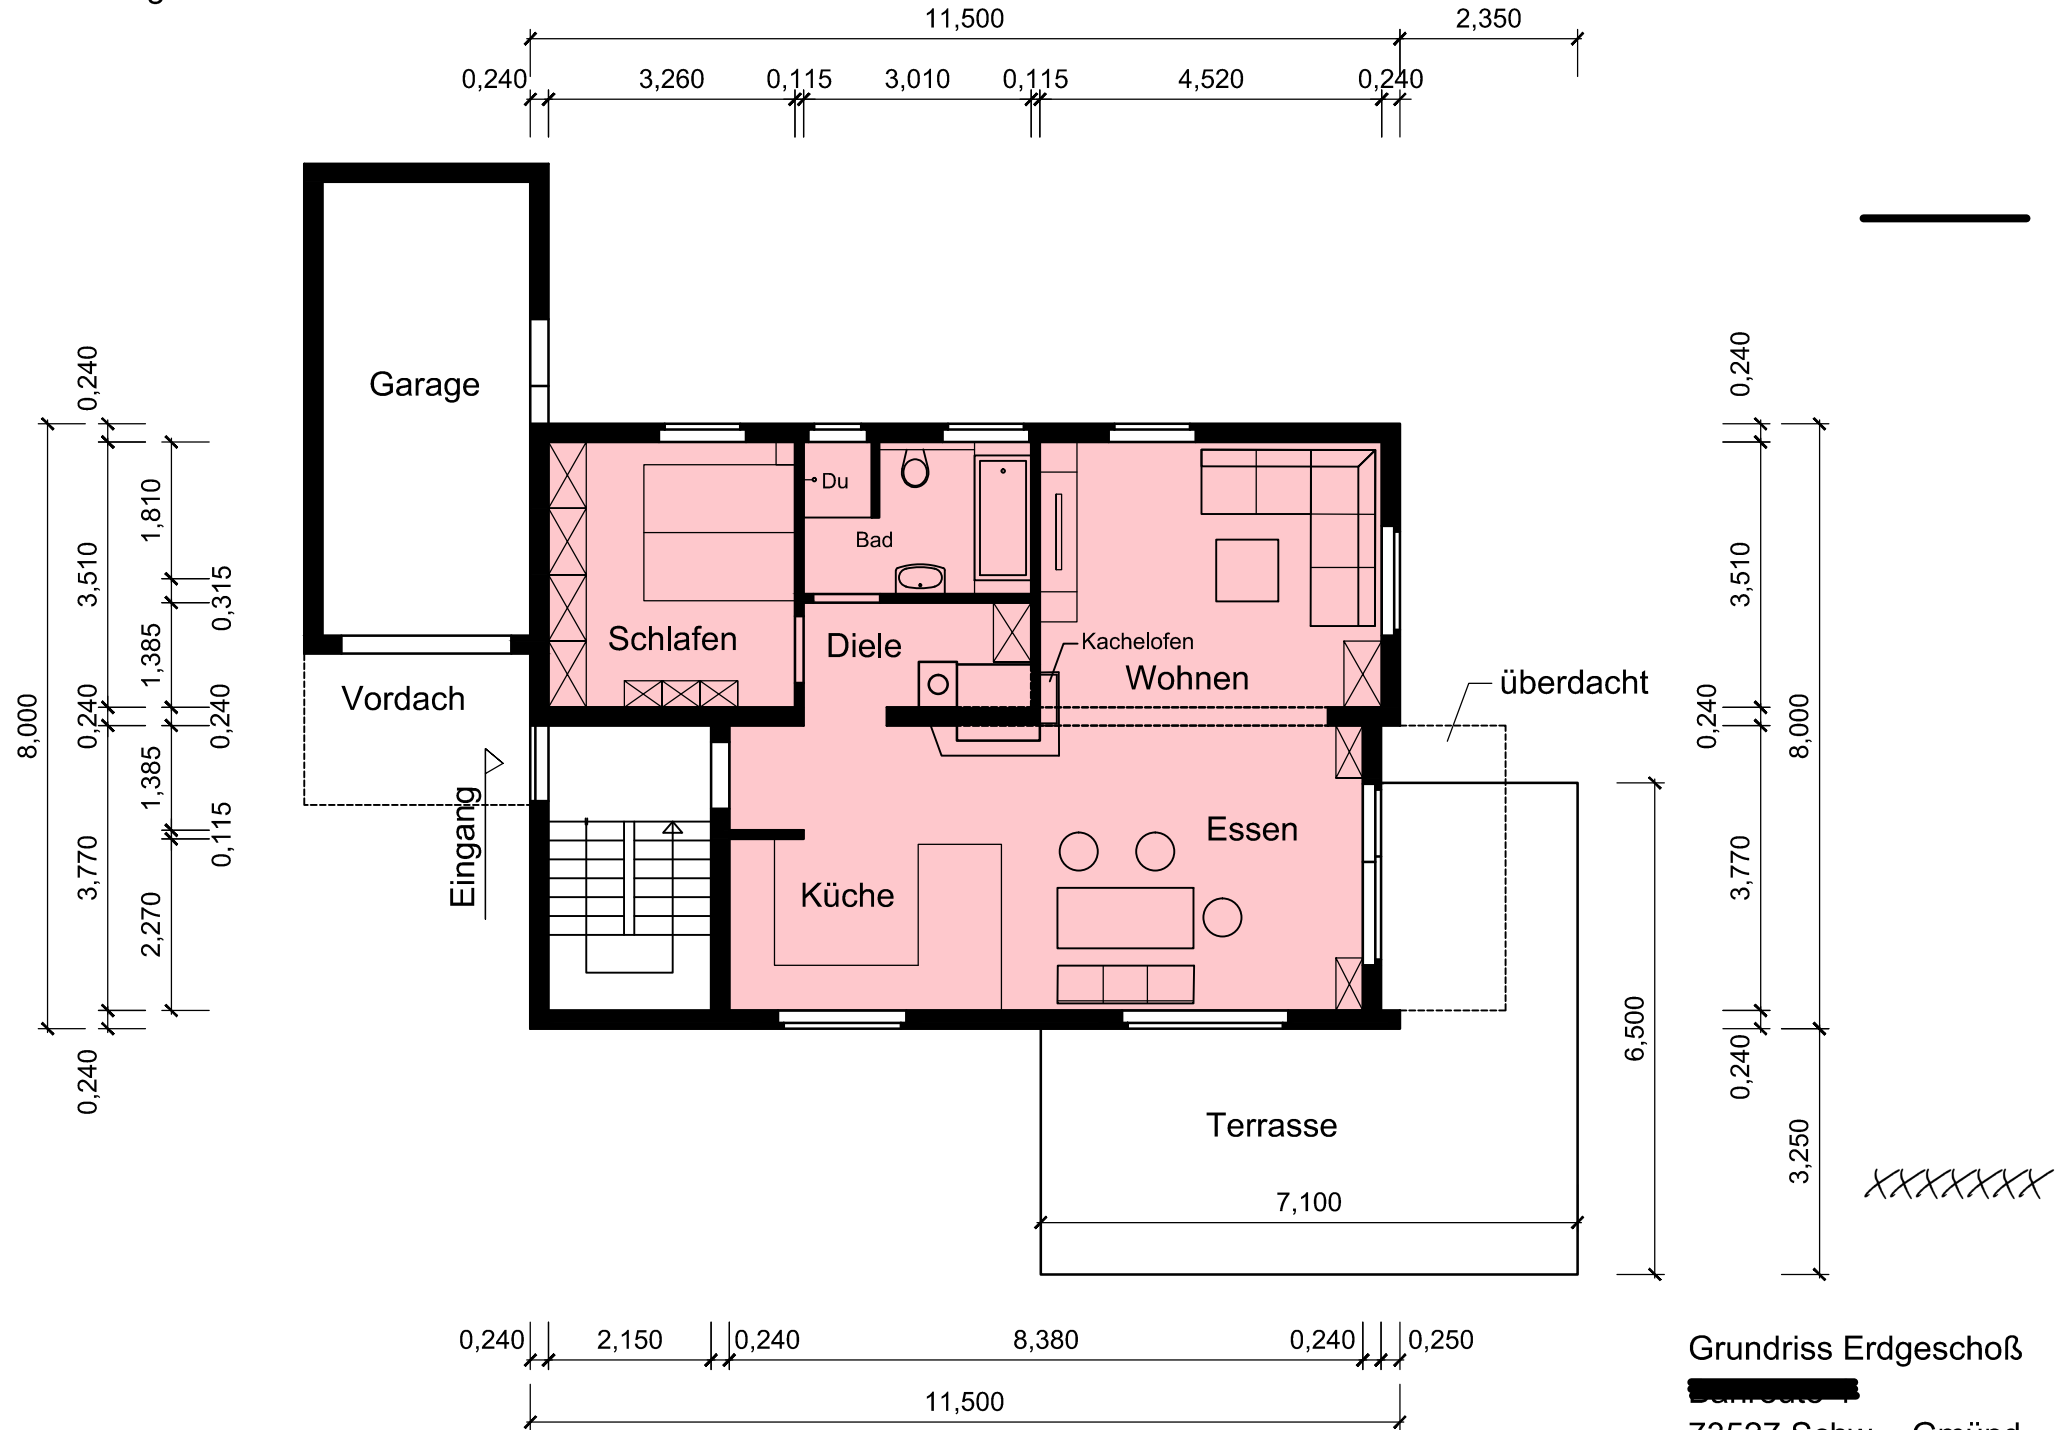 11,500 2,350
0,240 3,260 0,115 3,010 0,115 4,520 0,240
Garage
Du
Bad
Schlafen
Diele
Kachelofen
Wohnen
überdacht
Vordach
Eingang
Essen
Küche
Terrasse
7,100
8,000
0,240
3,510
0,240
3,770
0,240
1,810
0,315
1,385
0,240
1,385
0,115
2,270
0,240
3,510
0,240
3,770
0,240
8,000
3,250
6,500
0,240 2,150 0,240 8,380 0,240 0,250
11,500
Grundriss Erdgeschoß